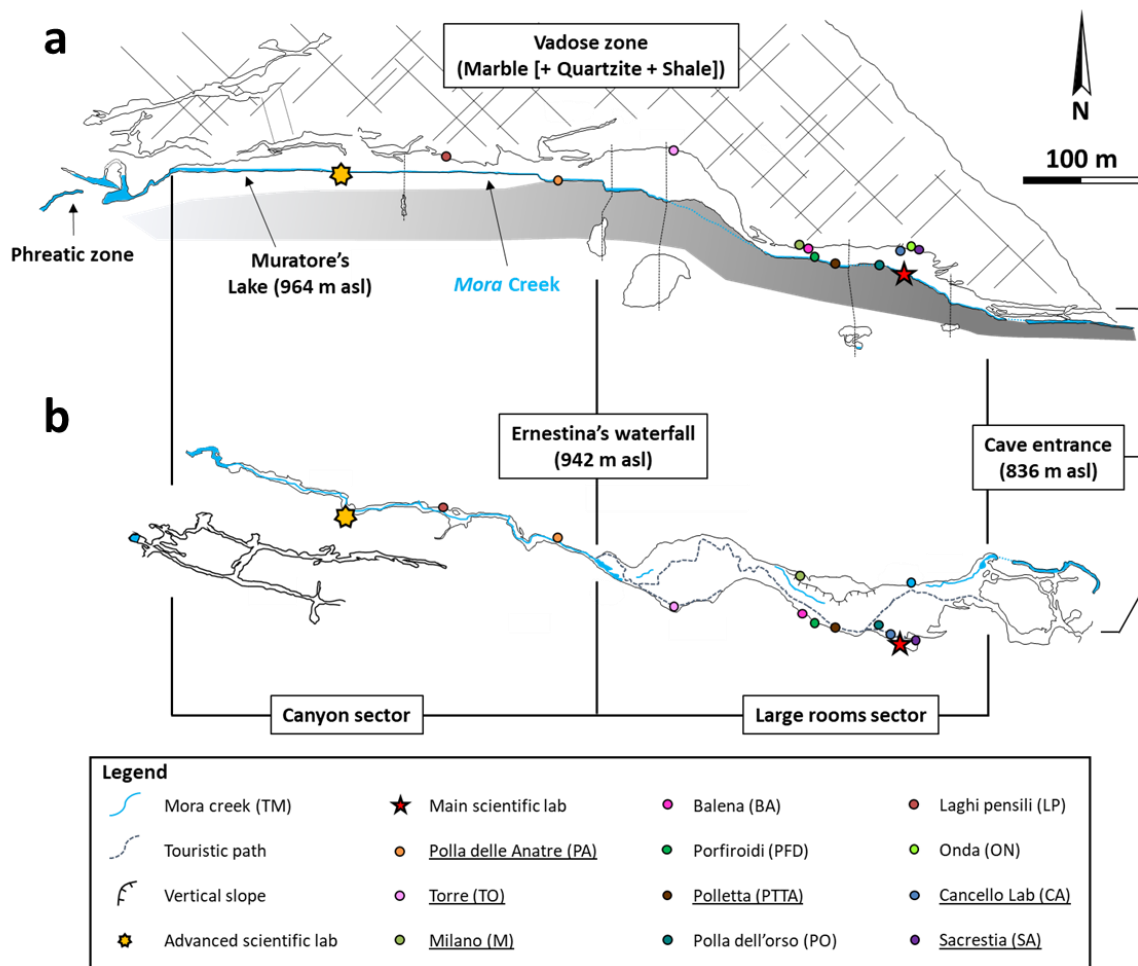 a
Vadose zone
(Marble [+ Quartzite + Shale])
N
100 m
Phreatic zone
Muratore's
Lake (964 m asl)
Mora Creek
b
Ernestina's waterfall
(942 m asl)
Cave entrance
(836 m asl)
Canyon sector
Large rooms sector
Legend
Mora creek (TM)
Main scientific lab
Balena (BA)
Laghi pensili (LP)
Touristic path
Polla delle Anatre (PA)
Porfiroidi (PFD)
Onda (ON)
Vertical slope
Torre (TO)
Polletta (PTTA)
Cancello Lab (CA)
Advanced scientific lab
Milano (M)
Polla dell'orso (PO)
Sacrestia (SA)